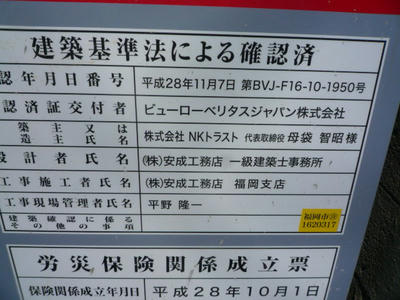 建築基準法による確認済
認年月日番号 平成28年11月7日 第BVJ-F16-10-1950号
認済証交付者 ビューローベリタスジャパン株式会社
築主又は
造主氏名 株式会社 NKトラスト 代表取締役 母袋 智昭様
設計者氏名 (株)安成工務店 一級建築士事務所
工事施工者氏名 (株)安成工務店 福岡支店
工事現場管理者氏名 平野 隆一
建築確認に係る
その他の事項
福岡市
1620317
労災保険関係成立票
保険関係成立年月日 平成28年10月1日